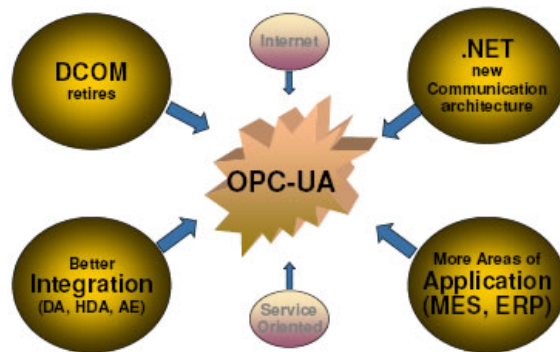 DCOM
retires
Internet
.NET
new
Communication
architecture
OPC-UA
Better
Integration
(DA, HDA, AE)
Service
Oriented
More Areas of
Application
(MES, ERP)